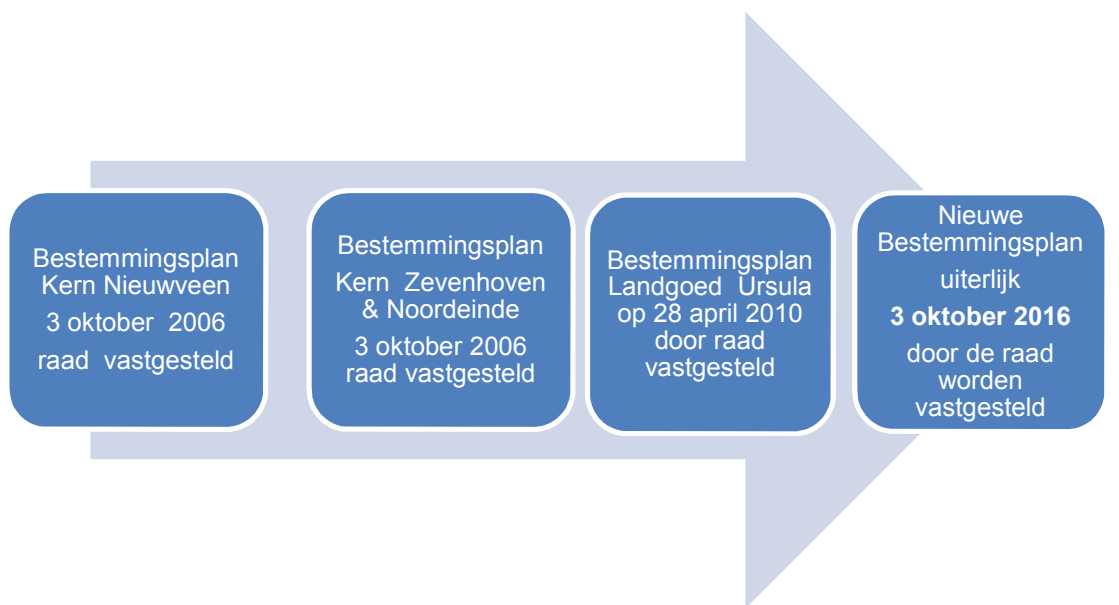 Bestemmingsplan
Kern Nieuwveen
3 oktober 2006
raad vastgesteld
Bestemmingsplan
Kern Zevenhoven
& Noordeinde
3 oktober 2006
raad vastgesteld
Bestemmingsplan
Landgoed Ursula
op 28 april 2010
door raad
vastgesteld
Nieuwe
Bestemmingsplan
uiterlijk
3 oktober 2016
door de raad
worden
vastgesteld